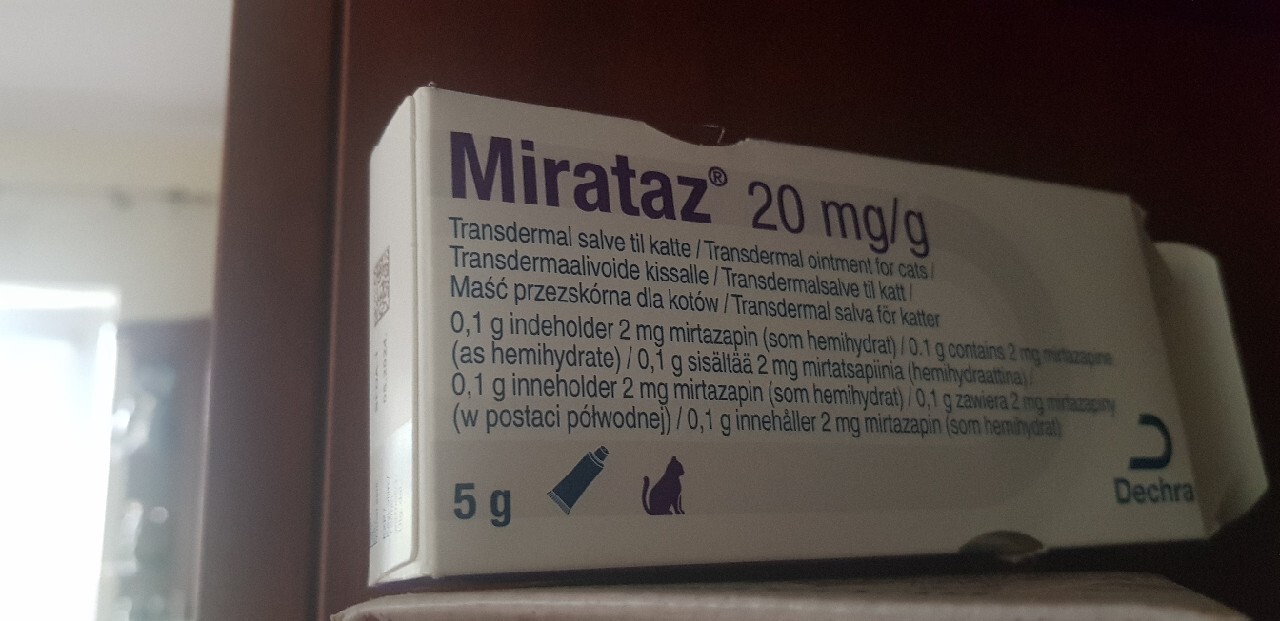 Mirataz® 20 mg/g
Transdermal salve til katte / Transdermal ointment for cats /
Transdermaalivoide kissalle / Transdermalsalve til katt /
Maść przezskórna dla kotów / Transdermal salva för katter
0,1 g indeholder 2 mg mirtazapin (som hemihydrat) / 0.1 g contains 2 mg mirtazapine
(as hemihydrate) / 0,1 g sisältää 2 mg mirtatsapiinia (hemihydraattina) /
0,1 g inneholder 2 mg mirtazapin (som hemihydrat) / 0,1 g zawiera 2 mg mirtazapiny
(w postaci półwodnej) / 0,1 g innehåller 2 mg mirtazapin (som hemihydrat)
5 g
Dechra